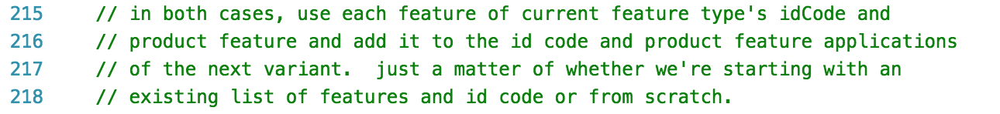 215 // in both cases, use each feature of current feature type's idCode and
216 // product feature and add it to the id code and product feature applications
217 // of the next variant.  just a matter of whether we're starting with an
218 // existing list of features and id code or from scratch.